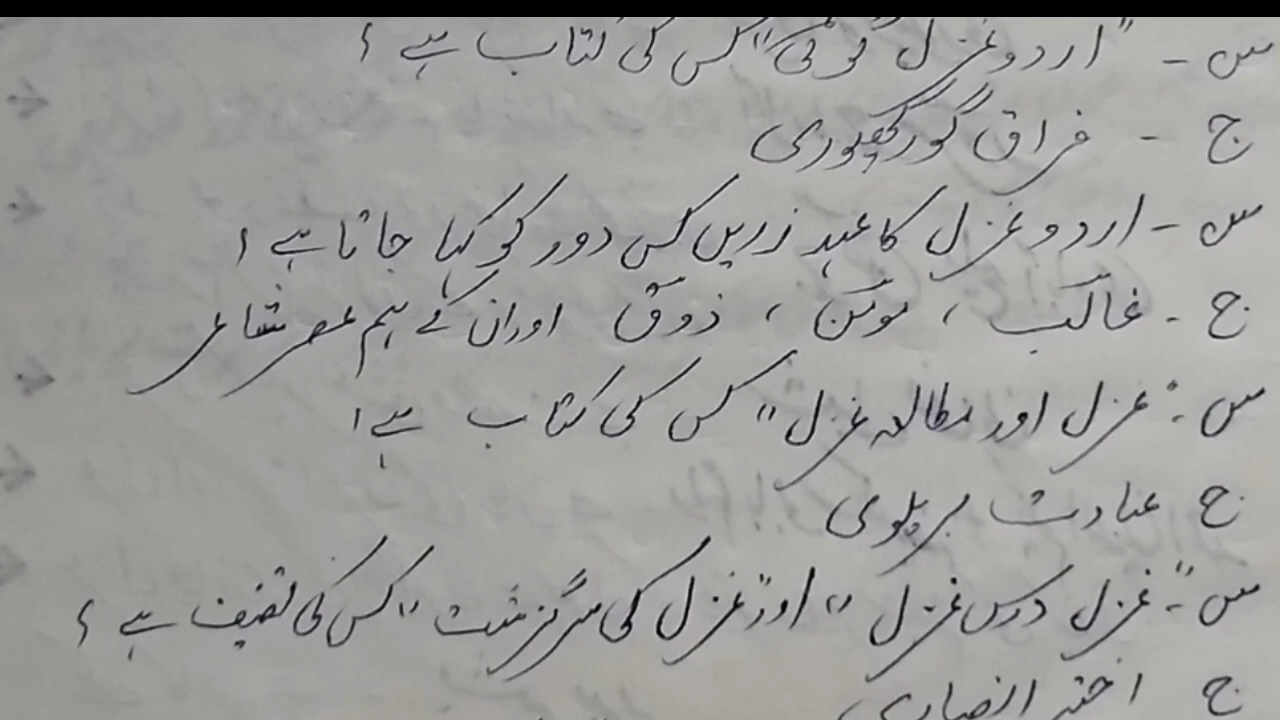 س - "اردو غزل گوئی" کس کی کتاب ہے ؟
ج - فراق گورکھپوری
س - اردو غزل کا عہد زریں کس دور کو کہا جاتا ہے ؟
ج - غالب ، مومن ، ذوق اور ان کے ہم عصر شاعر
س - "غزل اور مطالعہ غزل" کس کی کتاب ہے ؟
ج عبادت بریلوی
س - "غزل درس غزل" اور "غزل کی سرگزشت" کس کی تصنیف ہے ؟
ج اختر انصاری